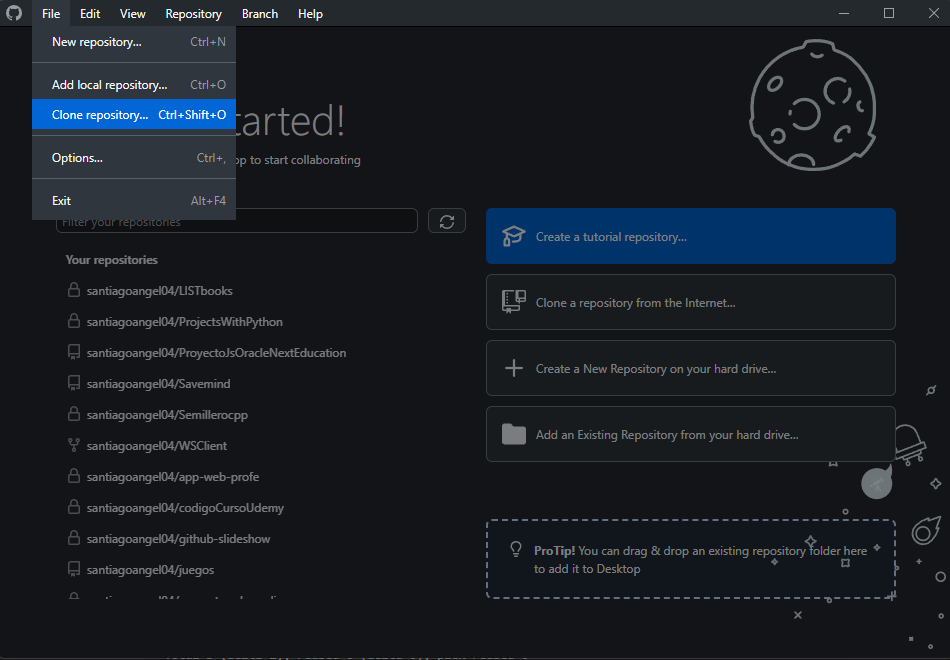 File Edit View Repository Branch Help
New repository... Ctrl+N
Add local repository... Ctrl+O
Clone repository... Ctrl+Shift+O
Options... Ctrl+,
Exit Alt+F4
tarted!
op to start collaborating
Filter your repositories
Your repositories
santiagoangel04/LISTbooks
santiagoangel04/ProjectsWithPython
santiagoangel04/ProyectoJsOracleNextEducation
santiagoangel04/Savemind
santiagoangel04/Semillerocpp
santiagoangel04/WSClient
santiagoangel04/app-web-profe
santiagoangel04/codigoCursoUdemy
santiagoangel04/github-slideshow
santiagoangel04/juegos
Create a tutorial repository...
Clone a repository from the Internet...
Create a New Repository on your hard drive...
Add an Existing Repository from your hard drive...
ProTip! You can drag & drop an existing repository folder here
to add it to Desktop